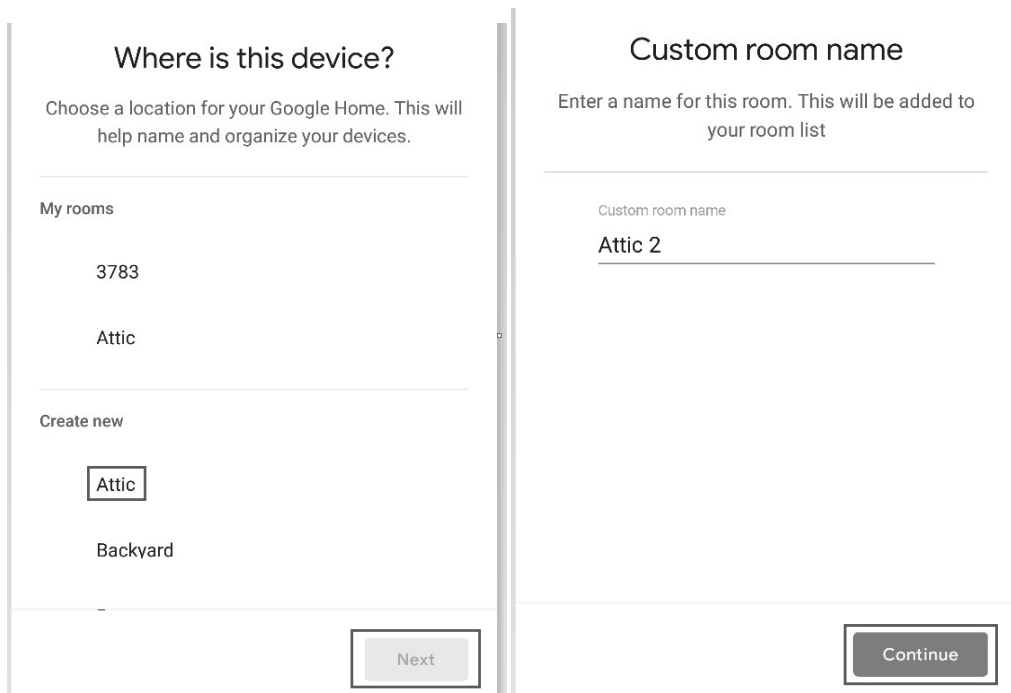 Where is this device?
Choose a location for your Google Home. This will
help name and organize your devices.
My rooms
3783
Attic
Create new
Attic
Backyard
Next
Custom room name
Enter a name for this room. This will be added to
your room list
Custom room name
Attic 2
Continue